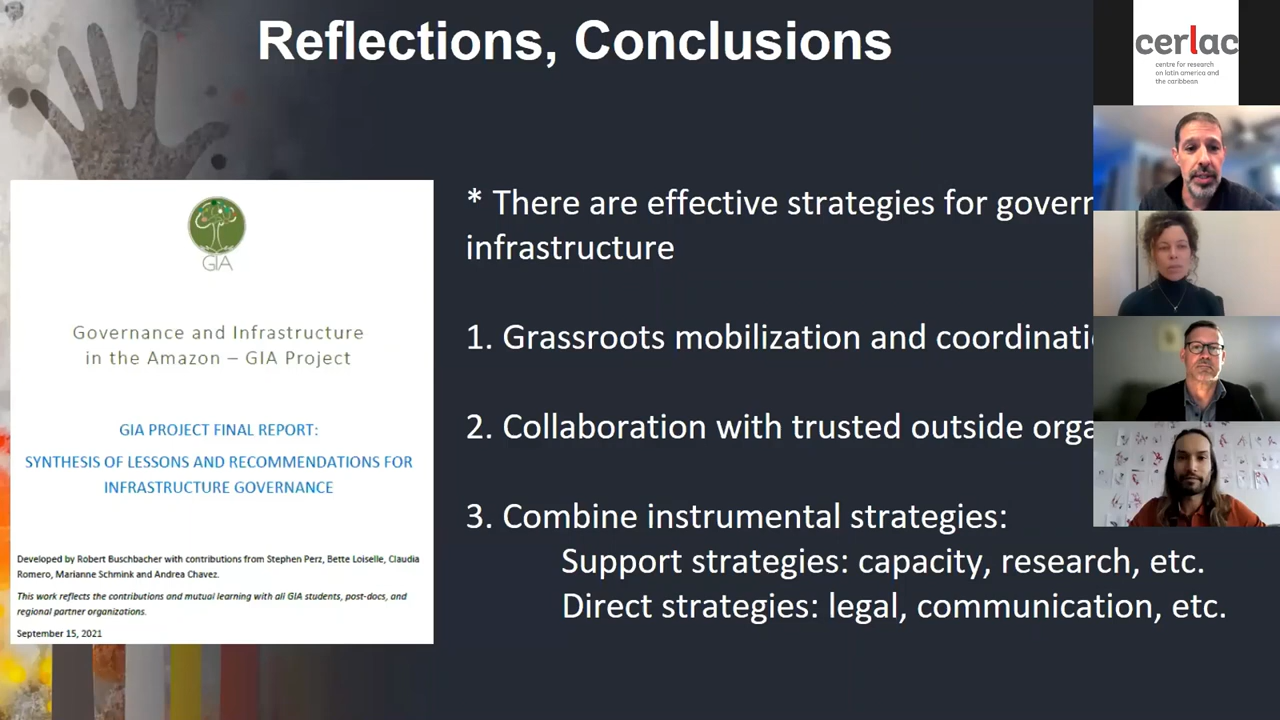 Reflections, Conclusions
cerlac
centre for research
on latin america and
the caribbean
GIA
Governance and Infrastructure
in the Amazon – GIA Project
GIA PROJECT FINAL REPORT:
SYNTHESIS OF LESSONS AND RECOMMENDATIONS FOR
INFRASTRUCTURE GOVERNANCE
Developed by Robert Buschbacher with contributions from Stephen Perz, Bette Loiselle, Claudia
Romero, Marianne Schmink and Andrea Chavez.
This work reflects the contributions and mutual learning with all GIA students, post-docs, and
regional partner organizations.
September 15, 2021
* There are effective strategies for govern
infrastructure
1. Grassroots mobilization and coordinati
2. Collaboration with trusted outside orga
3. Combine instrumental strategies:
Support strategies: capacity, research, etc.
Direct strategies: legal, communication, etc.